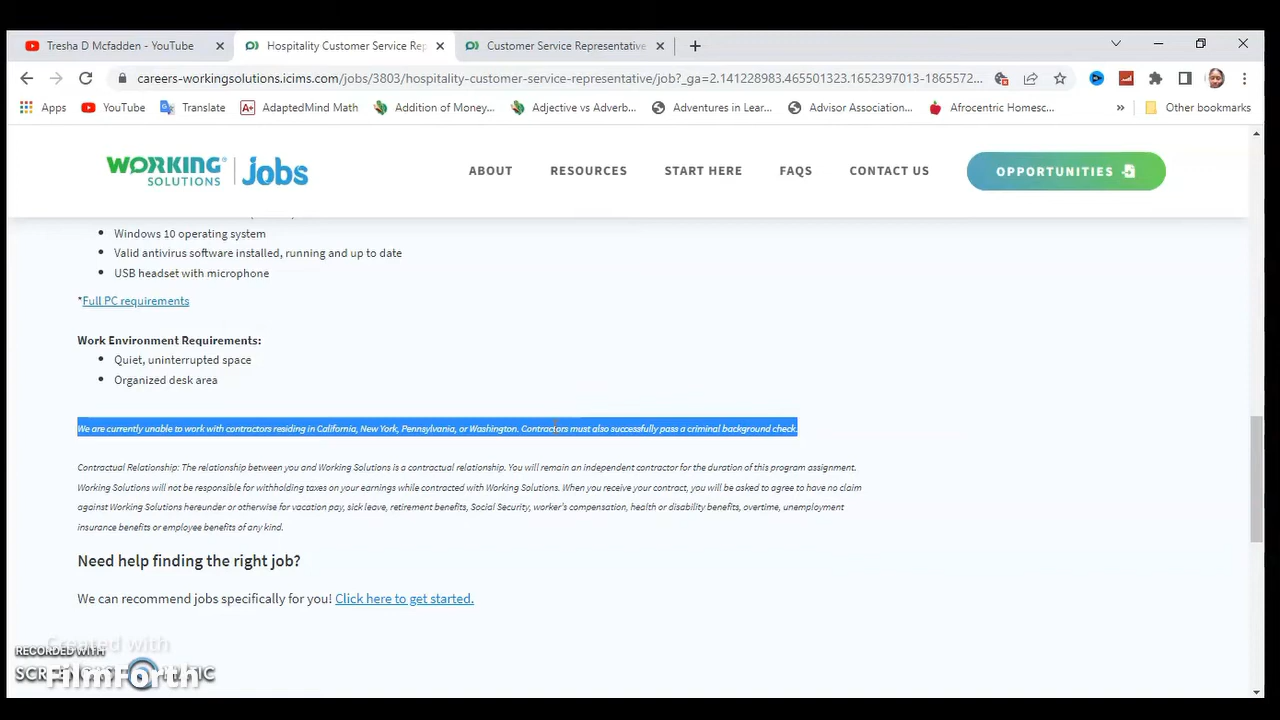 Tresha D Mcfadden - YouTube
Hospitality Customer Service Rep
Customer Service Representative
careers-workingsolutions.icims.com/jobs/3803/hospitality-customer-service-representative/job?_ga=2.141228983.465501323.1652397013-1865572...
Apps
YouTube
Translate
AdaptedMind Math
Addition of Money...
Adjective vs Adverb...
Adventures in Lear...
Advisor Association...
Afrocentric Homesc...
» Other bookmarks
WORKING SOLUTIONS | jobs
ABOUT RESOURCES START HERE FAQS CONTACT US OPPORTUNITIES
• Windows 10 operating system
• Valid antivirus software installed, running and up to date
• USB headset with microphone
*Full PC requirements
Work Environment Requirements:
• Quiet, uninterrupted space
• Organized desk area
We are currently unable to work with contractors residing in California, New York, Pennsylvania, or Washington. Contractors must also successfully pass a criminal background check.
Contractual Relationship: The relationship between you and Working Solutions is a contractual relationship. You will remain an independent contractor for the duration of this program assignment.
Working Solutions will not be responsible for withholding taxes on your earnings while contracted with Working Solutions. When you receive your contract, you will be asked to agree to have no claim
against Working Solutions hereunder or otherwise for vacation pay, sick leave, retirement benefits, Social Security, worker's compensation, health or disability benefits, overtime, unemployment
insurance benefits or employee benefits of any kind.
Need help finding the right job?
We can recommend jobs specifically for you! Click here to get started.
Created with
RECORDED WITH
FilmForth